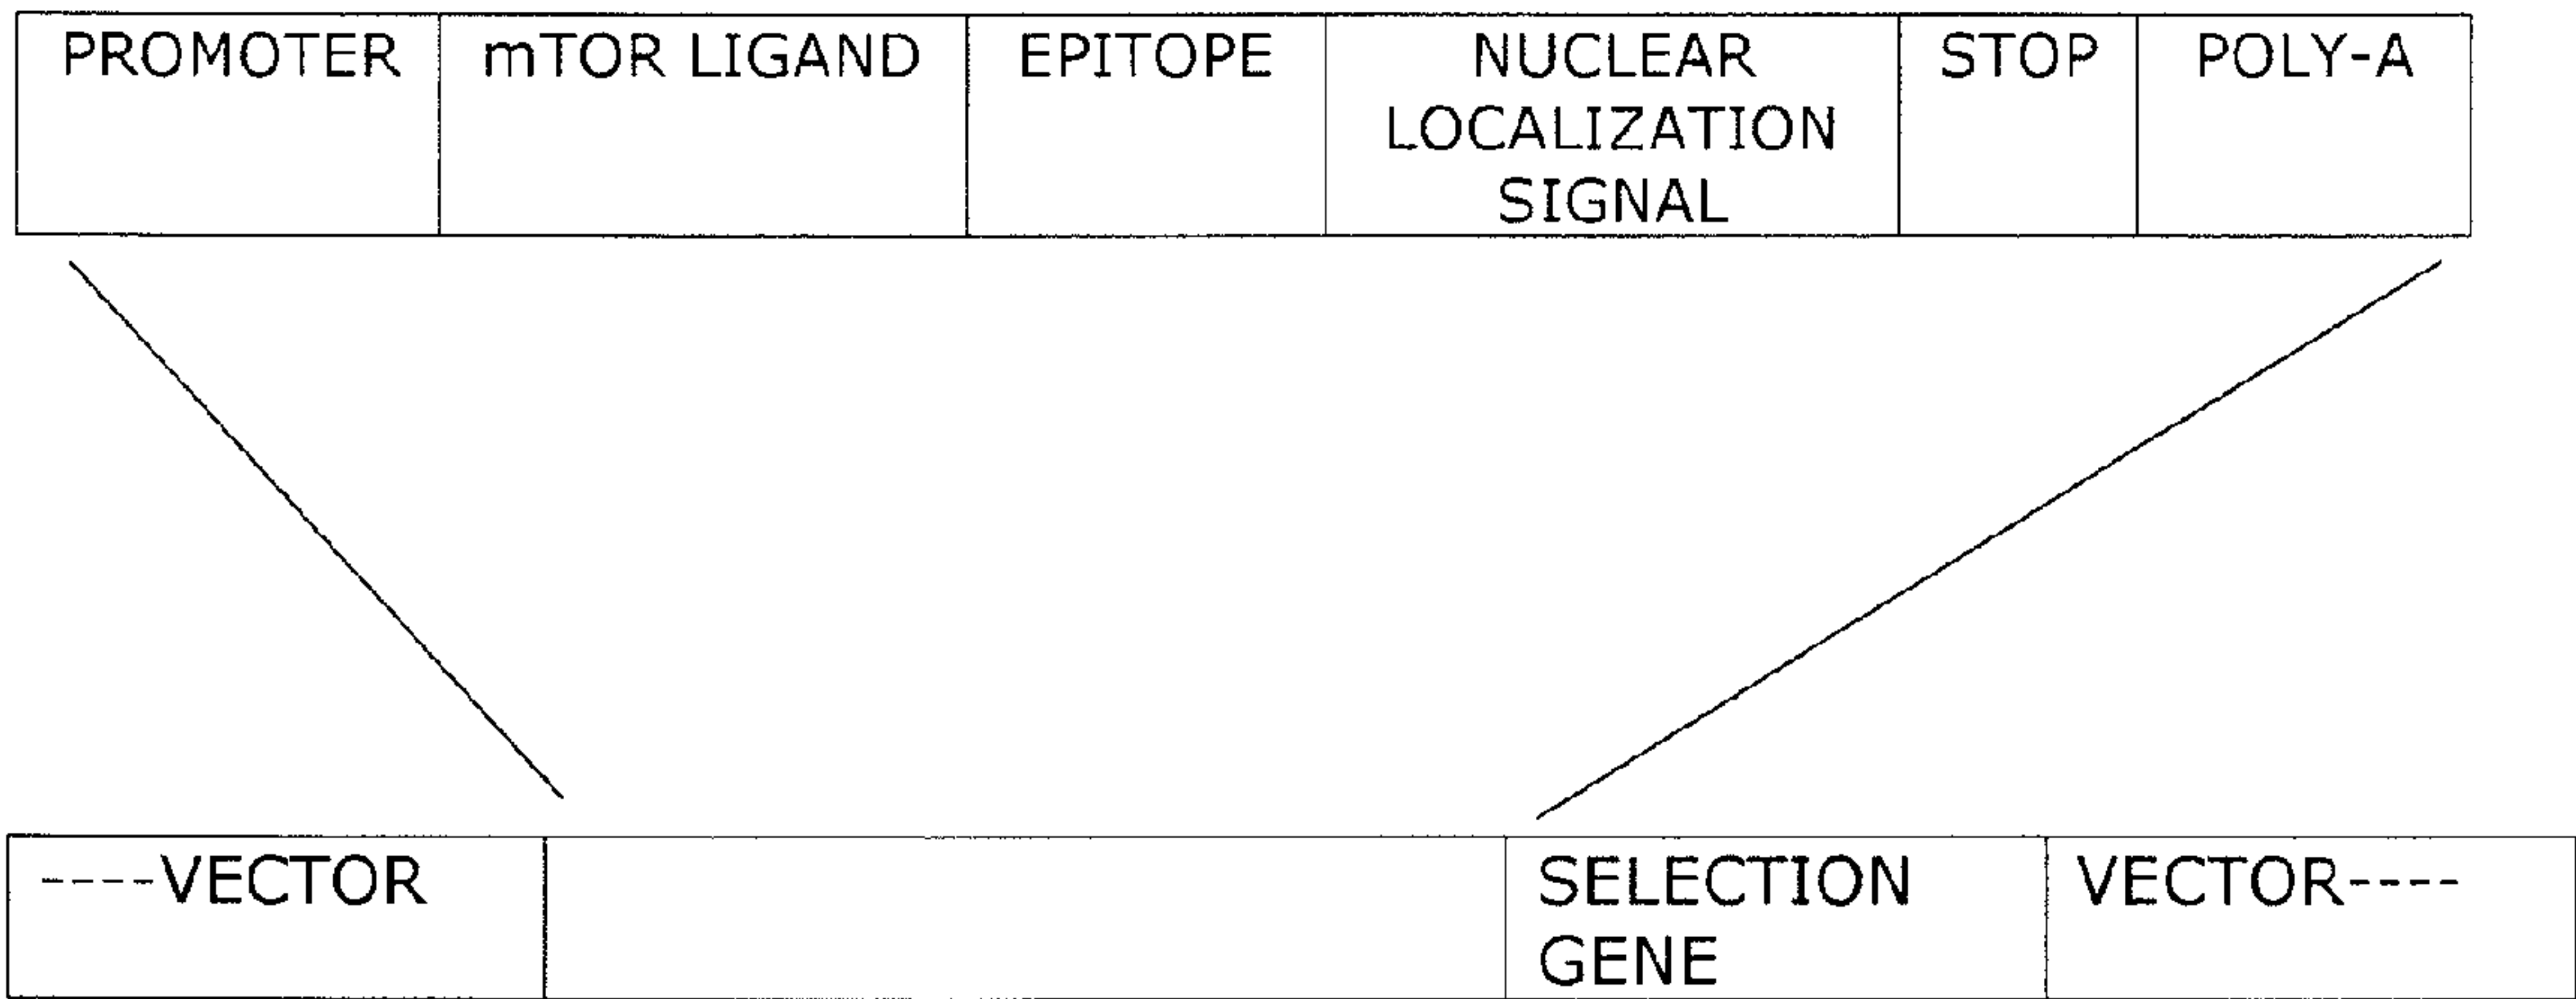 PROMOTER
mTOR LIGAND
EPITOPE
NUCLEAR
LOCALIZATION
SIGNAL
STOP
POLY-A
----VECTOR
SELECTION
GENE
VECTOR----